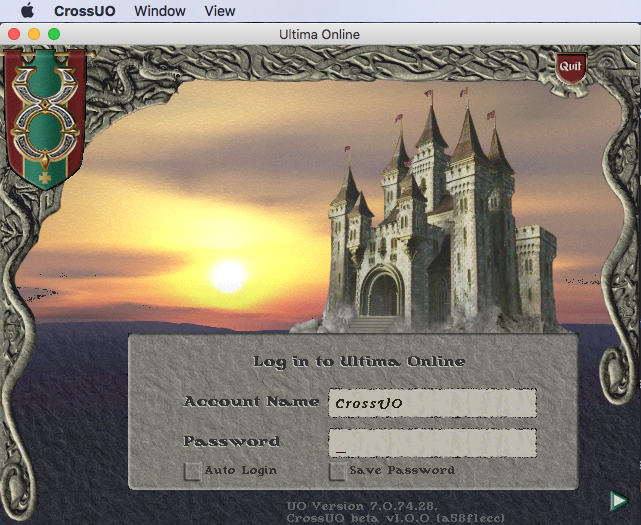 CrossUO Window View
Ultima Online
Quit
Log in to Ultima Online
Account Name CrossUO
Password _
Auto Login Save Password
UO Version 7.0.74.28.
CrossUO beta v1.0.0 (a58f1ecc)